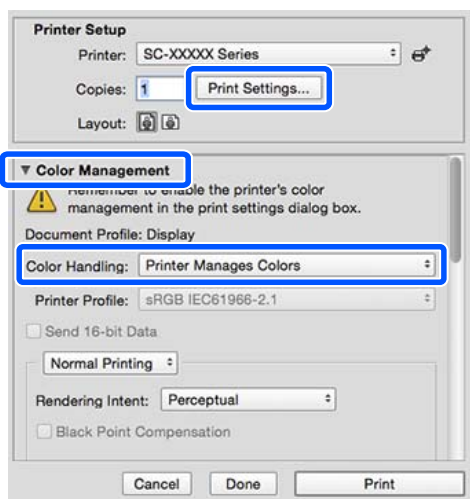 Printer Setup
Printer: SC-XXXXX Series
Copies: 1 Print Settings...
Layout:
▼ Color Management
Remember to enable the printer's color
management in the print settings dialog box.
Document Profile: Display
Color Handling: Printer Manages Colors
Printer Profile: sRGB IEC61966-2.1
Send 16-bit Data
Normal Printing
Rendering Intent: Perceptual
Black Point Compensation
Cancel Done Print